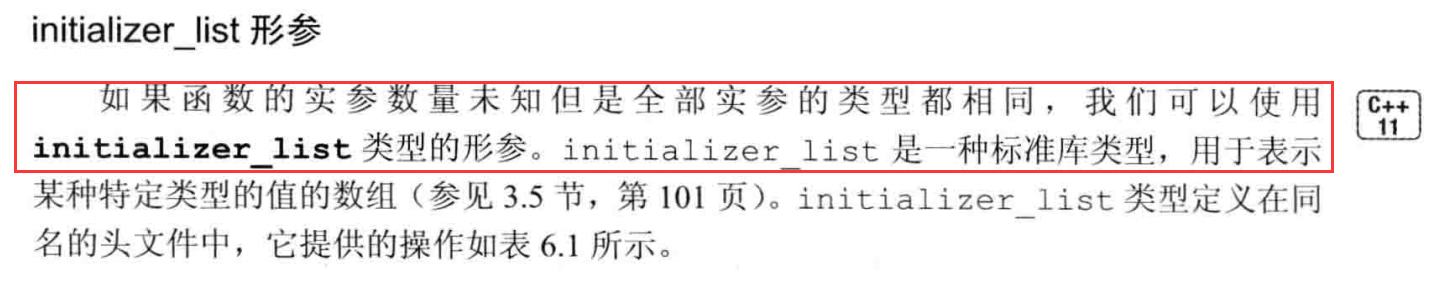 initializer_list 形参
如果函数的实参数量未知但是全部实参的类型都相同，我们可以使用
C++
11
initializer_list 类型的形参。initializer_list 是一种标准库类型，用于表示
某种特定类型的值的数组（参见 3.5 节，第 101 页）。initializer_list 类型定义在同
名的头文件中，它提供的操作如表 6.1 所示。